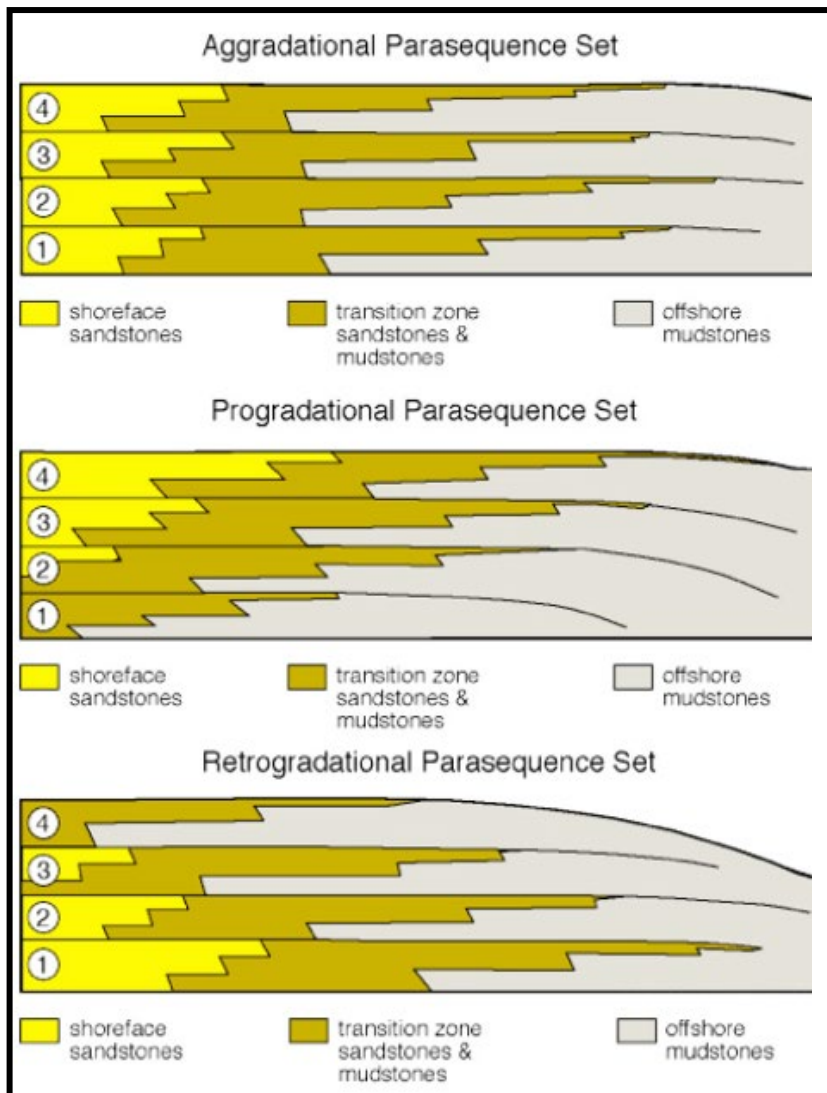 Aggradational Parasequence Set
4
3
2
1
shoreface
sandstones
transition zone
sandstones &
mudstones
offshore
mudstones
Progradational Parasequence Set
4
3
2
1
shoreface
sandstones
transition zone
sandstones &
mudstones
offshore
mudstones
Retrogradational Parasequence Set
4
3
2
1
shoreface
sandstones
transition zone
sandstones &
mudstones
offshore
mudstones